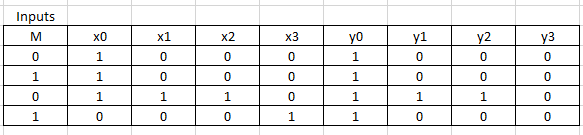 Inputs
M x0 x1 x2 x3 y0 y1 y2 y3
0 1 0 0 0 1 0 0 0
1 1 0 0 0 1 0 0 0
0 1 1 1 0 1 1 1 0
1 0 0 0 1 1 0 0 0